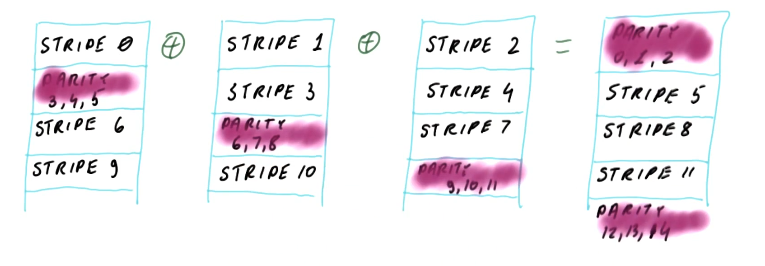 STRIPE 0 ⊕ STRIPE 1 ⊕ STRIPE 2 = PARITY
0, 1, 2
PARITY
3,4,5
STRIPE 3
STRIPE 4
STRIPE 5
STRIPE 6
PARITY
6,7,8
STRIPE 7
STRIPE 8
STRIPE 9
STRIPE 10
PARITY
9,10,11
STRIPE 11
PARITY
12,13,14